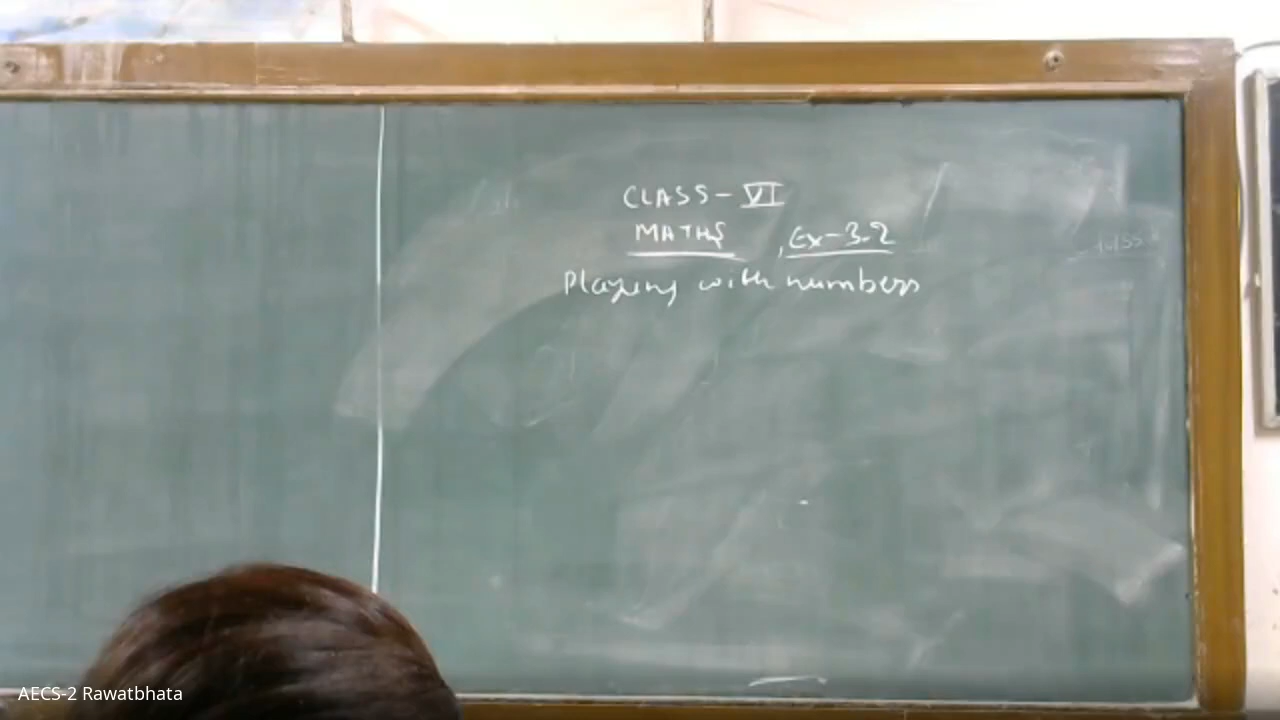 CLASS-VI
MATHS, Ex-3.2
Playing with numbers
AECS-2 Rawatbhata